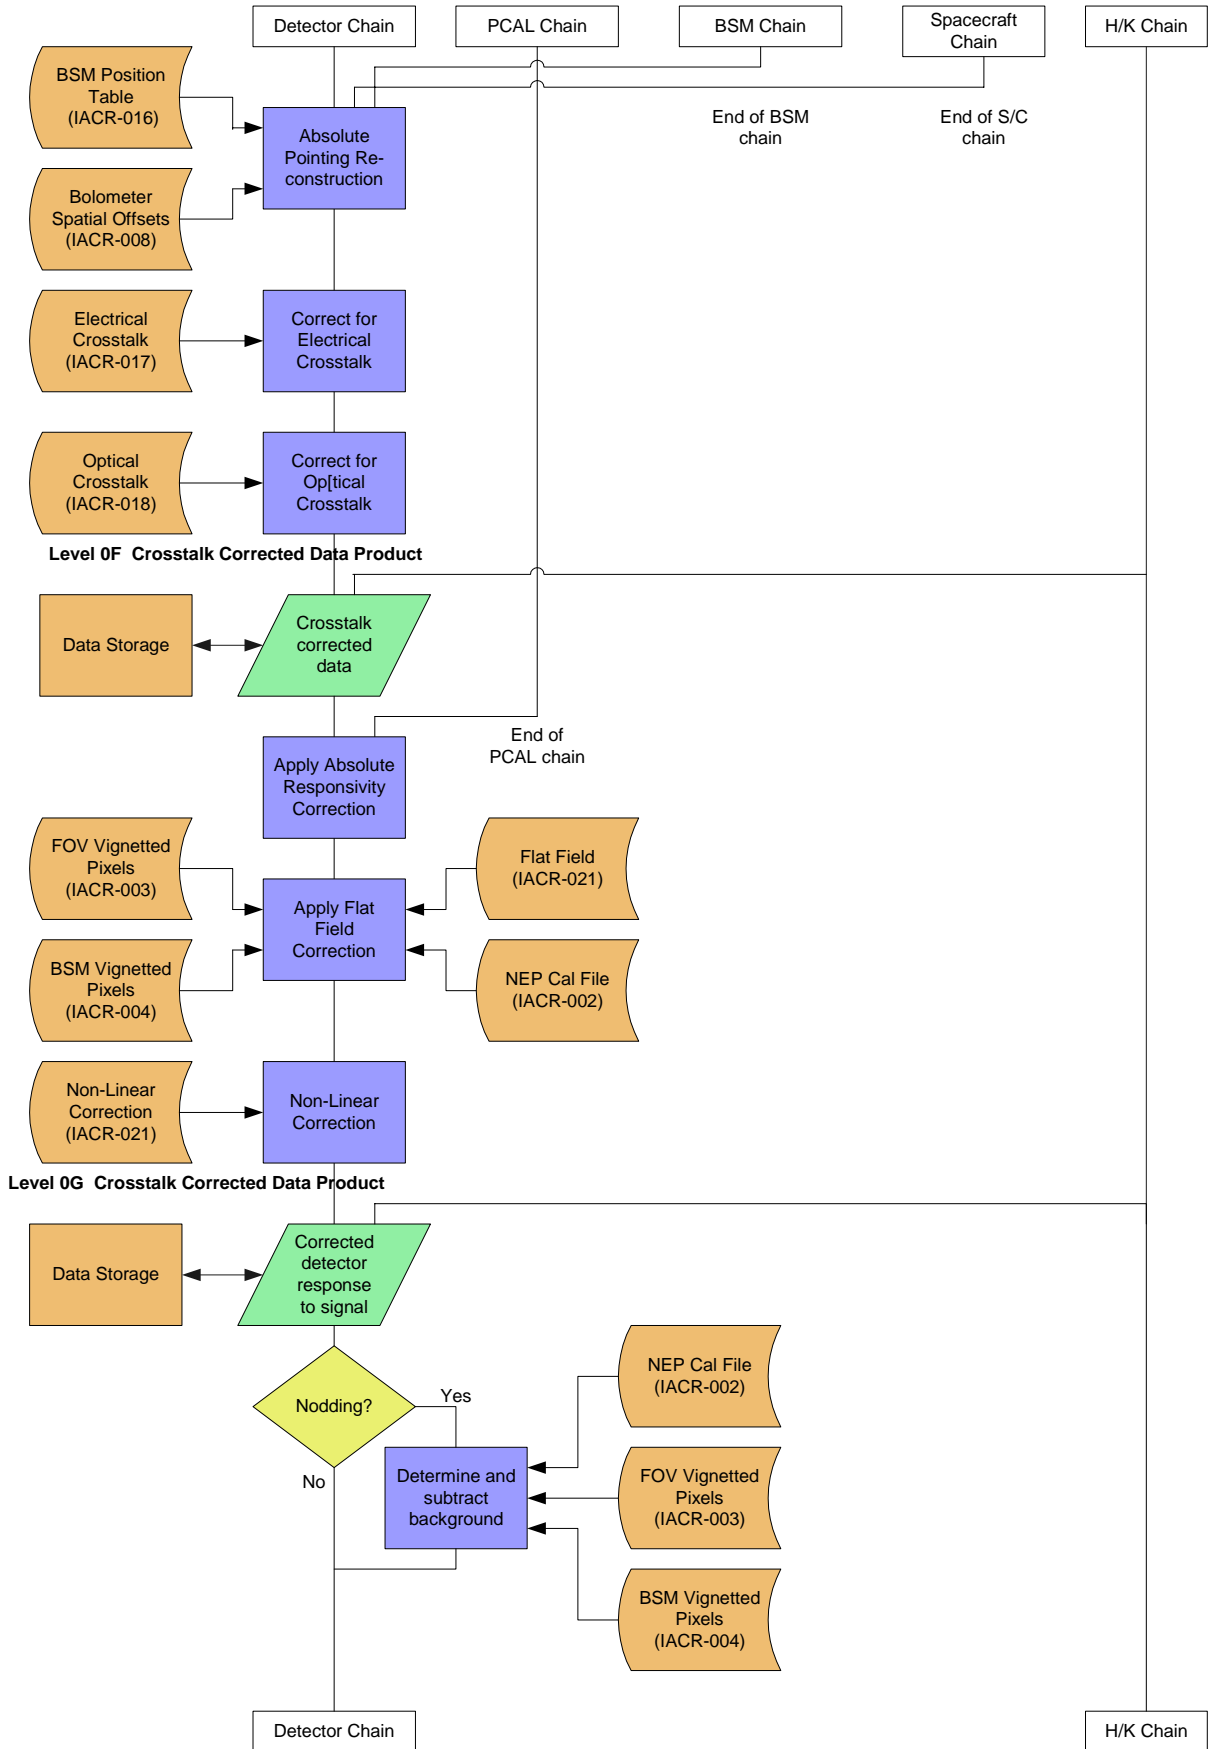 Detector Chain
PCAL Chain
BSM Chain
Spacecraft
Chain
H/K Chain
BSM Position
Table
(IACR-016)
Absolute
Pointing Re-
construction
End of BSM
chain
End of S/C
chain
Bolometer
Spatial Offsets
(IACR-008)
Electrical
Crosstalk
(IACR-017)
Correct for
Electrical
Crosstalk
Optical
Crosstalk
(IACR-018)
Correct for
Op[tical
Crosstalk
Level 0F  Crosstalk Corrected Data Product
Data Storage
Crosstalk
corrected
data
End of
PCAL chain
Apply Absolute
Responsivity
Correction
FOV Vignetted
Pixels
(IACR-003)
Flat Field
(IACR-021)
Apply Flat
Field
Correction
BSM Vignetted
Pixels
(IACR-004)
NEP Cal File
(IACR-002)
Non-Linear
Correction
(IACR-021)
Non-Linear
Correction
Level 0G  Crosstalk Corrected Data Product
Data Storage
Corrected
detector
response
to signal
Nodding?
Yes
No
NEP Cal File
(IACR-002)
Determine and
subtract
background
FOV Vignetted
Pixels
(IACR-003)
BSM Vignetted
Pixels
(IACR-004)
Detector Chain
H/K Chain